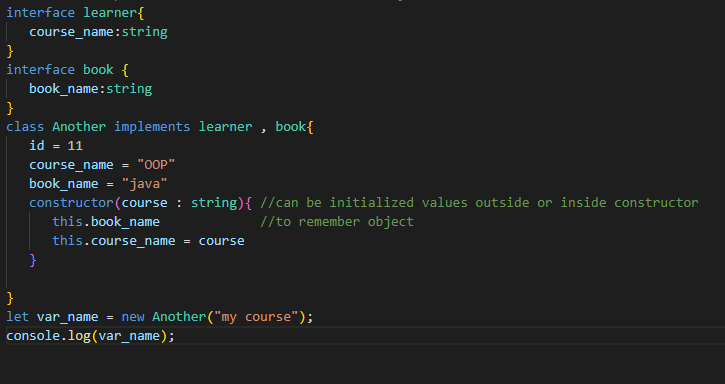 interface learner{
course_name:string
}
interface book {
book_name:string
}
class Another implements learner , book{
id = 11
course_name = "OOP"
book_name = "java"
constructor(course : string){ //can be initialized values outside or inside constructor
this.book_name //to remember object
this.course_name = course
}
}
let var_name = new Another("my course");
console.log(var_name);